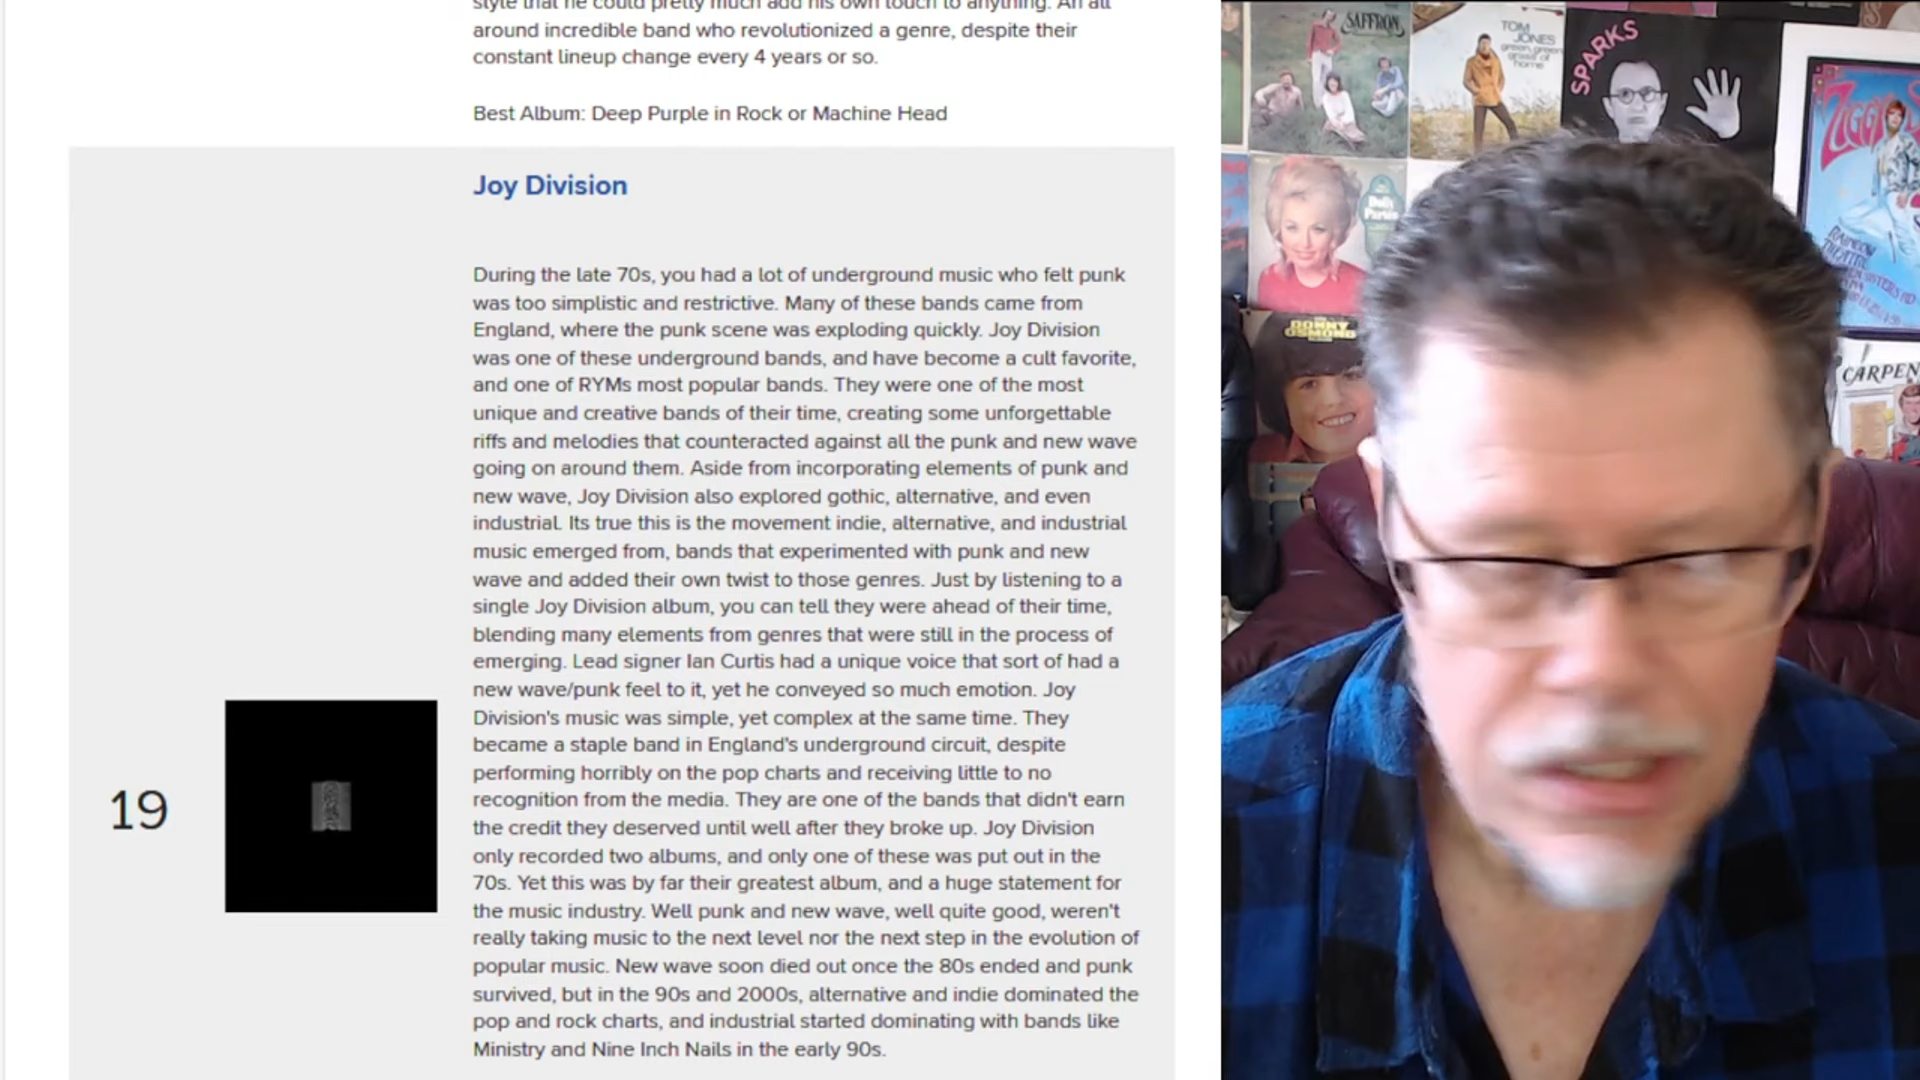 style that he could pretty much add his own touch to anything. An all
around incredible band who revolutionized a genre, despite their
constant lineup change every 4 years or so.
Best Album: Deep Purple in Rock or Machine Head
Joy Division
During the late 70s, you had a lot of underground music who felt punk
was too simplistic and restrictive. Many of these bands came from
England, where the punk scene was exploding quickly. Joy Division
was one of these underground bands, and have become a cult favorite,
and one of RYMs most popular bands. They were one of the most
unique and creative bands of their time, creating some unforgettable
riffs and melodies that counteracted against all the punk and new wave
going on around them. Aside from incorporating elements of punk and
new wave, Joy Division also explored gothic, alternative, and even
industrial. Its true this is the movement indie, alternative, and industrial
music emerged from, bands that experimented with punk and new
wave and added their own twist to those genres. Just by listening to a
single Joy Division album, you can tell they were ahead of their time,
blending many elements from genres that were still in the process of
emerging. Lead signer Ian Curtis had a unique voice that sort of had a
new wave/punk feel to it, yet he conveyed so much emotion. Joy
Division's music was simple, yet complex at the same time. They
became a staple band in England's underground circuit, despite
performing horribly on the pop charts and receiving little to no
recognition from the media. They are one of the bands that didn't earn
the credit they deserved until well after they broke up. Joy Division
only recorded two albums, and only one of these was put out in the
70s. Yet this was by far their greatest album, and a huge statement for
the music industry. Well punk and new wave, well quite good, weren't
really taking music to the next level nor the next step in the evolution of
popular music. New wave soon died out once the 80s ended and punk
survived, but in the 90s and 2000s, alternative and indie dominated the
pop and rock charts, and industrial started dominating with bands like
Ministry and Nine Inch Nails in the early 90s.
19
SAFFRON
TOM
JONES
green, green
grass of
home
SPARKS
ZIGGY
Dolly
Parton
RAINBOW
THEATRE
DONNY
OSMOND
CARPEN